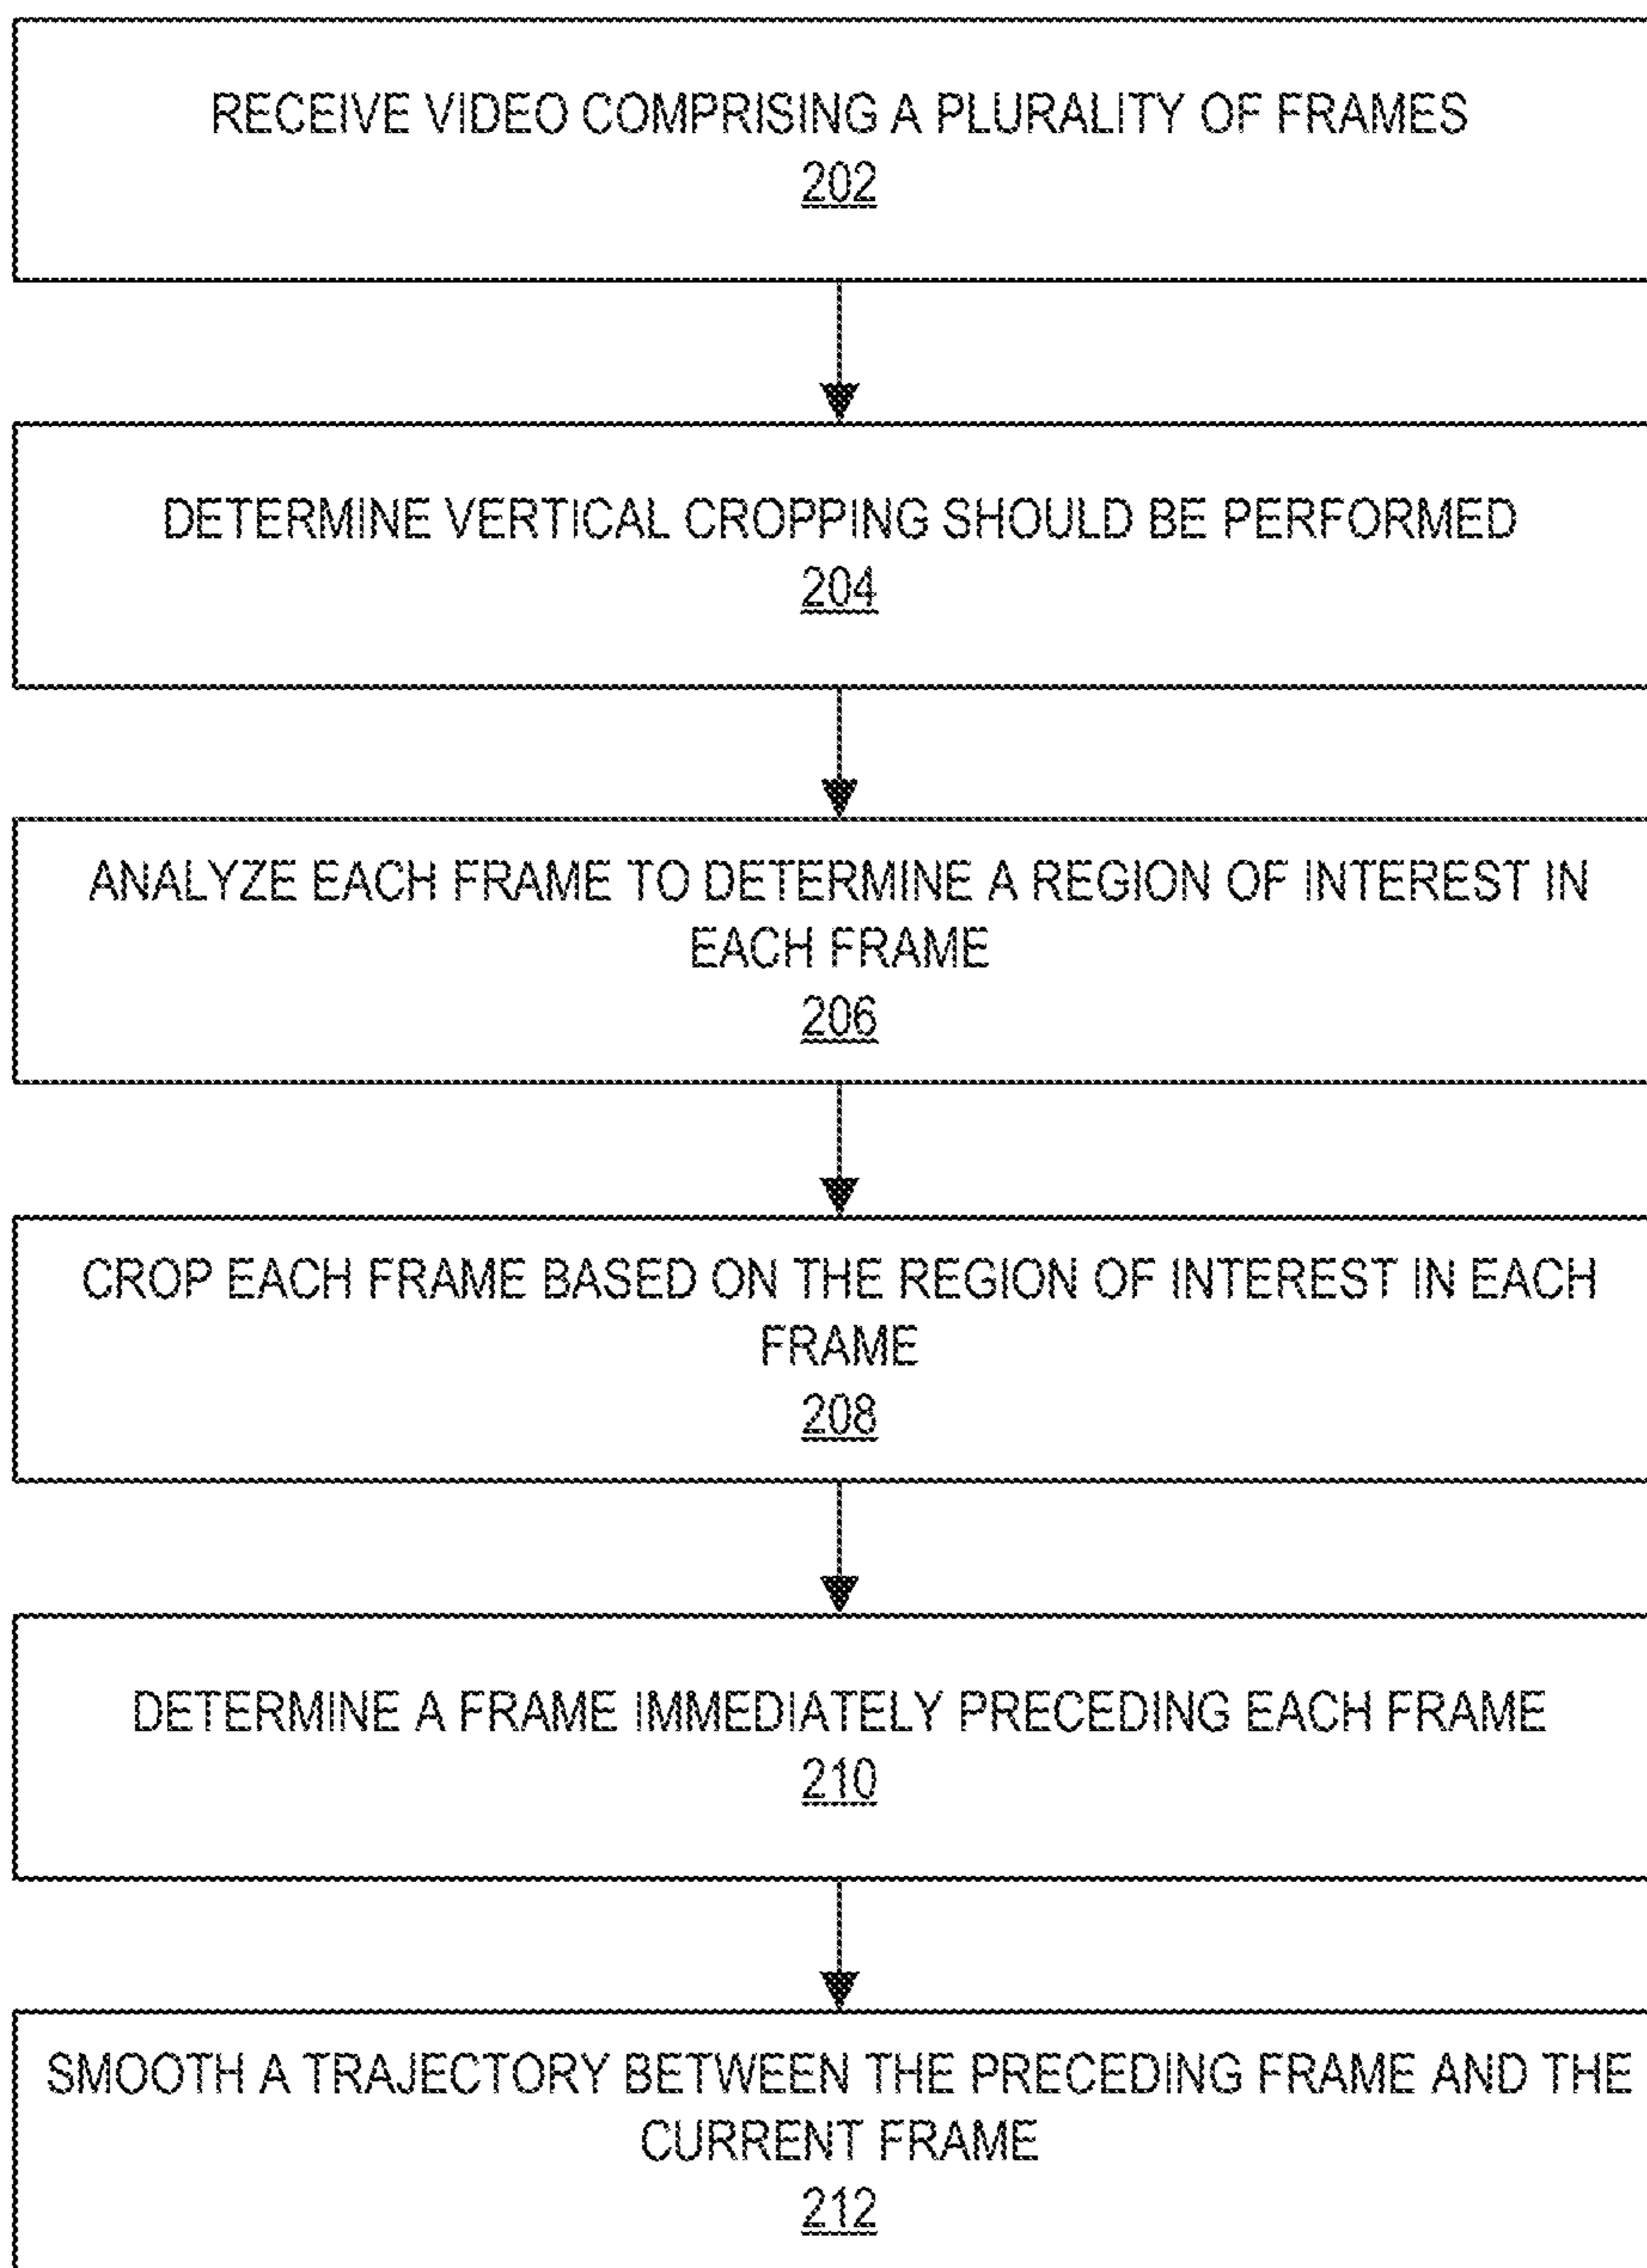 RECEIVE VIDEO COMPRISING A PLURALITY OF FRAMES
202
DETERMINE VERTICAL CROPPING SHOULD BE PERFORMED
204
ANALYZE EACH FRAME TO DETERMINE A REGION OF INTEREST IN
EACH FRAME
206
CROP EACH FRAME BASED ON THE REGION OF INTEREST IN EACH
FRAME
208
DETERMINE A FRAME IMMEDIATELY PRECEDING EACH FRAME
210
SMOOTH A TRAJECTORY BETWEEN THE PRECEDING FRAME AND THE
CURRENT FRAME
212